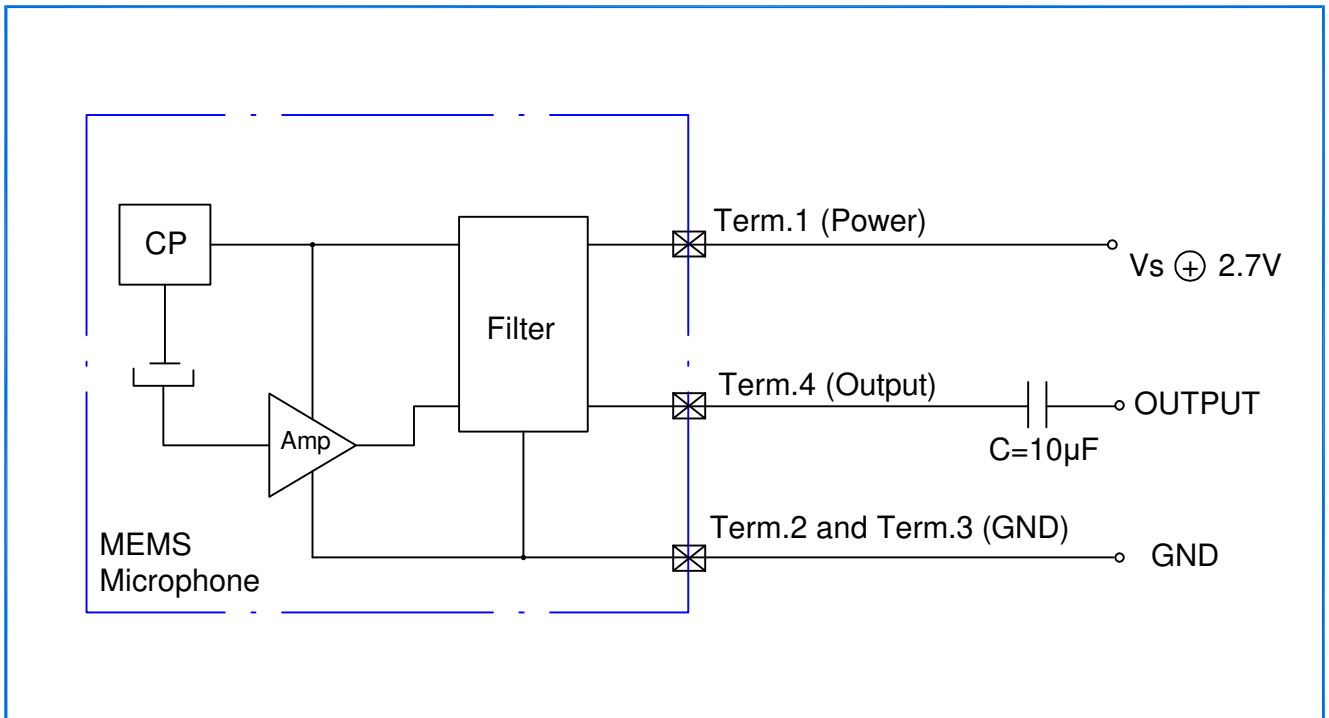 Term.1 (Power)
CP
Vs ⊕ 2.7V
Filter
Term.4 (Output)
OUTPUT
Amp
C=10µF
Term.2 and Term.3 (GND)
GND
MEMS
Microphone